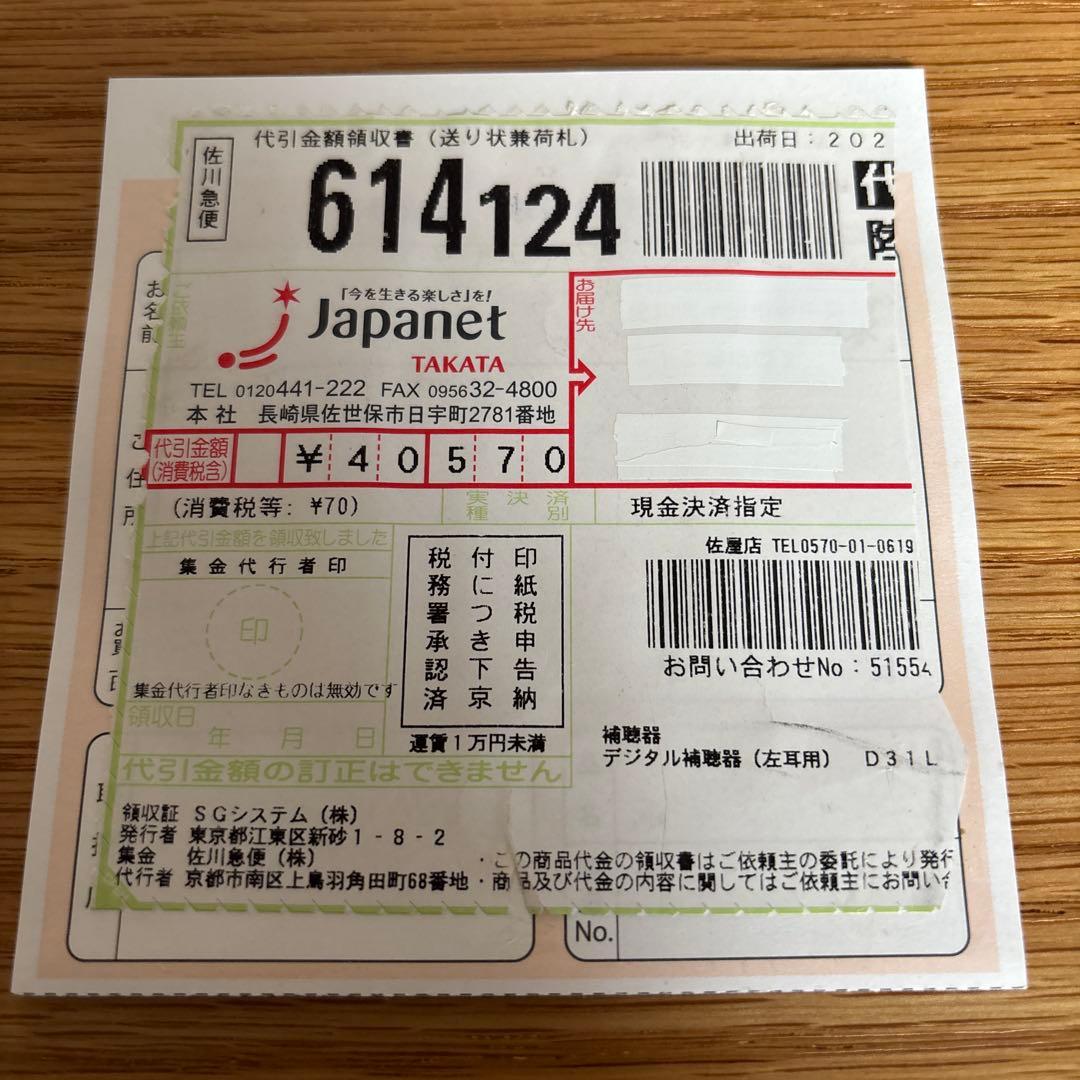 代引金額領収書(送り状兼荷札)
出荷日:202
佐川急便
614124
代
お名前
ご依頼主
「今を生きる楽しさ」を!
Japanet
TAKATA
TEL 0120441-222 FAX 095632-4800
本社 長崎県佐世保市日宇町2781番地
お届け先
代引金額
(消費税含)
¥40570
ご住所
(消費税等: ¥70)
実種
決
済別
現金決済指定
上記代引金額を領収致しました
集金代行者印
印
集金代行者印なきものは無効です
領収日
年 月 日
印紙税申告納
付につき下京
税務署承認済
運賃1万円未満
代引金額の訂正はできません
佐屋店 TEL0570-01-0619
お問い合わせNo:51554
補聴器
デジタル補聴器(左耳用) D31L
領収証 SGシステム(株)
発行者 東京都江東区新砂1-8-2
集金 佐川急便(株)
代行者 京都市南区上鳥羽角田町68番地
・この商品代金の領収書はご依頼主の委託により発行
・商品及び代金の内容に関してはご依頼主にお問い合
No.